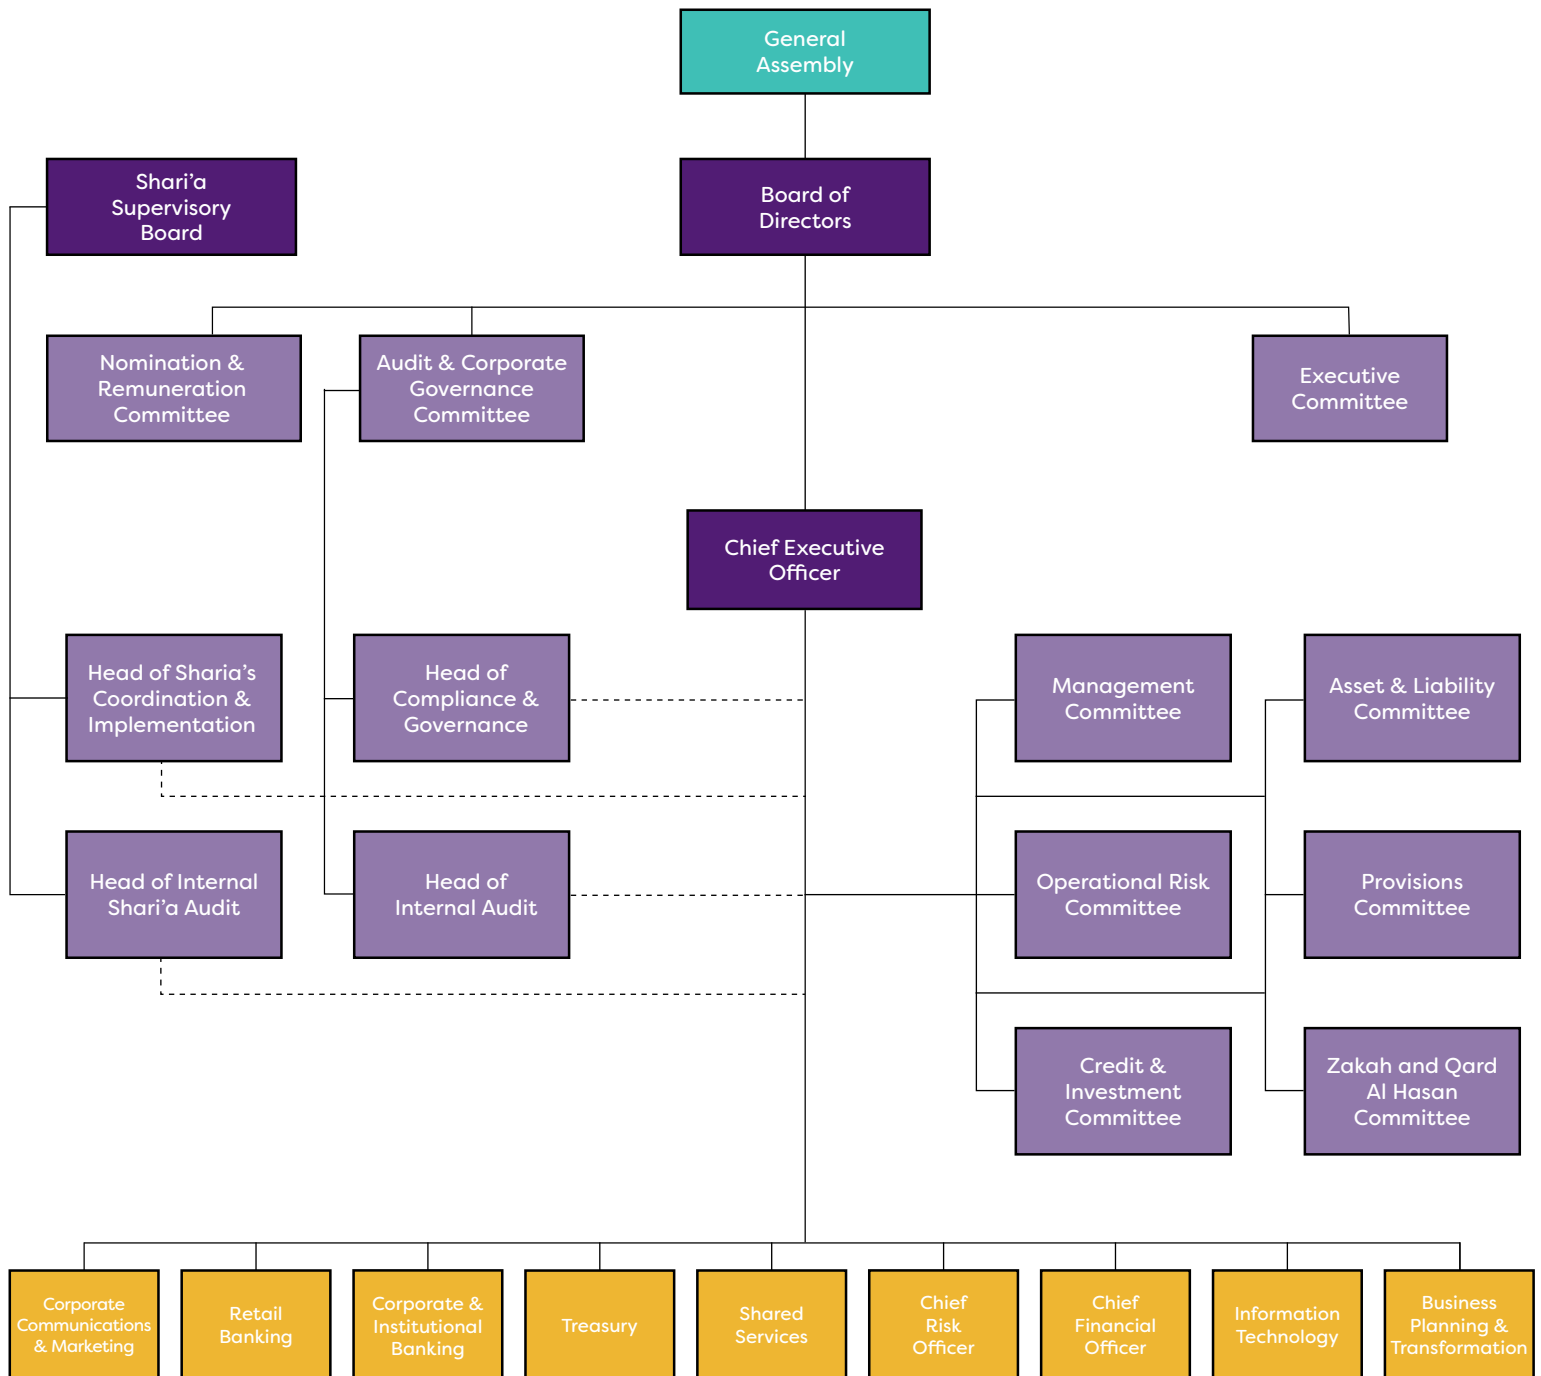 General
Assembly
Shari’a
Supervisory
Board
Board of
Directors
Nomination &
Remuneration
Committee
Audit & Corporate
Governance
Committee
Executive
Committee
Chief Executive
Officer
Head of Sharia’s
Coordination &
Implementation
Head of
Compliance &
Governance
Management
Committee
Asset & Liability
Committee
Head of Internal
Shari’a Audit
Head of
Internal Audit
Operational Risk
Committee
Provisions
Committee
Credit &
Investment
Committee
Zakah and Qard
Al Hasan
Committee
Corporate
Communications
& Marketing
Retail
Banking
Corporate &
Institutional
Banking
Treasury
Shared
Services
Chief
Risk
Officer
Chief
Financial
Officer
Information
Technology
Business
Planning &
Transformation